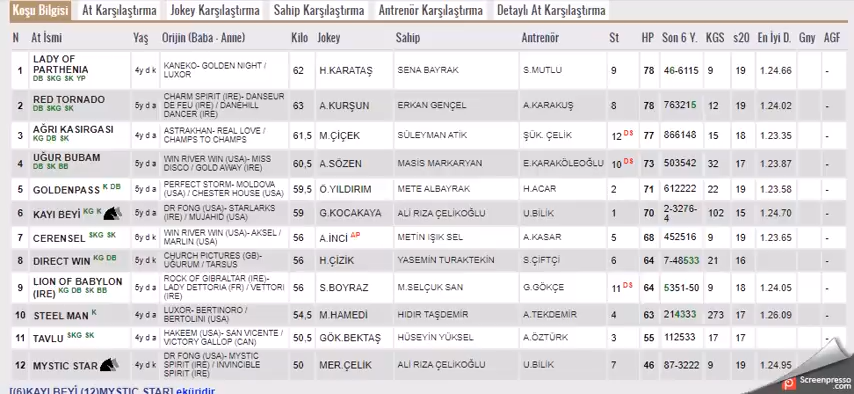 Koşu Bilgisi At Karşılaştırma Jokey Karşılaştırma Sahip Karşılaştırma Antrenör Karşılaştırma Detaylı At Karşılaştırma
N At İsmi Yaş Orijin (Baba - Anne) Kilo Jokey Sahip Antrenör St HP Son 6 Y. KGS s20 En İyi D. Gny AGF
1 LADY OF PARTHENIA DB SKG SK YP 4y d k KANEKO- GOLDEN NIGHT / LUXOR 62 H.KARATAŞ SENA BAYRAK S.MUTLU 9 78 46-6115 9 19 1.24.66 -
2 RED TORNADO DB SKG SK 5y d a CHARM SPIRIT (IRE)- DANSEUR DE FEU (IRE) / DANEHILL DANCER (IRE) 63 A.KURŞUN ERKAN GENÇEL A.KARAKUŞ 8 78 763215 12 19 1.24.02 -
3 AĞRI KASIRGASI KG DB SK 4y d a ASTRAKHAN- REAL LOVE / CHAMPS TO CHAMPS 61,5 M.ÇİÇEK SÜLEYMAN ATİK ŞÜK. ÇELİK 12 DS 77 866148 15 18 1.23.35 -
4 UĞUR BUBAM DB SK BB 5y d a WIN RIVER WIN (USA)- MISS DISCO / GOLD AWAY (IRE) 60,5 A.SÖZEN MASIS MARKARYAN E.KARAKÖLEOĞLU 10 DS 73 503542 32 17 1.23.87 -
5 GOLDENPASS K DB 5y d a PERFECT STORM- MOLDOVA (USA) / CHESTER HOUSE (USA) 59,5 Ö.YILDIRIM METE ALBAYRAK H.ACAR 2 71 612222 22 19 1.23.58 -
6 KAYI BEYİ KG K 5y d a DR FONG (USA)- STARLARKS (IRE) / MUJAHID (USA) 59 G.KOCAKAYA ALİ RIZA ÇELİKOĞLU U.BİLİK 1 70 2-3276-4 102 15 1.24.70 -
7 CERENSEL SKG SK 6y d k WIN RIVER WIN (USA)- AKSEL / MARLIN (USA) 56 A.İNCİ AP METİN IŞIK SEL A.KASAR 5 68 452516 9 19 1.23.65 -
8 DIRECT WIN KG DB 5y d k CHURCH PICTURES (GB)- UĞURUM / TARSUS 56 H.ÇİZİK YASEMİN TURAKTEKİN S.ÇİFTÇİ 6 64 7-48533 21 16 -
9 LION OF BABYLON (IRE) KG DB SK BB 5y d a ROCK OF GIBRALTAR (IRE)- LADY DETTORIA (FR) / VETTORI (IRE) 56 S.BOYRAZ M.SELÇUK SAN G.GÖKÇE 11 DS 64 5351-50 9 18 1.24.05 -
10 STEEL MAN K 4y d k LUXOR- BERTINORO / BERTOLINI (USA) 54,5 M.HAMEDİ HIDIR TAŞDEMİR A.TEKDEMİR 4 63 214333 273 17 1.26.09 -
11 TAVLU SKG SK 4y d a HAKEEM (USA)- SAN VICENTE / VICTORY GALLOP (CAN) 50,5 GÖK.BEKTAŞ HÜSEYİN YÜKSEL A.ÖZTÜRK 3 55 112533 17 17 -
12 MYSTIC STAR 4y d k DR FONG (USA)- MYSTIC SPIRIT (IRE) / INVINCIBLE SPIRIT (IRE) 50 MER.ÇELİK ALİ RIZA ÇELİKOĞLU U.BİLİK 7 46 87-3222 9 19 1.24.95
[(6)KAYI BEYİ,(12)MYSTIC STAR] eküridir.
Screenpresso.com